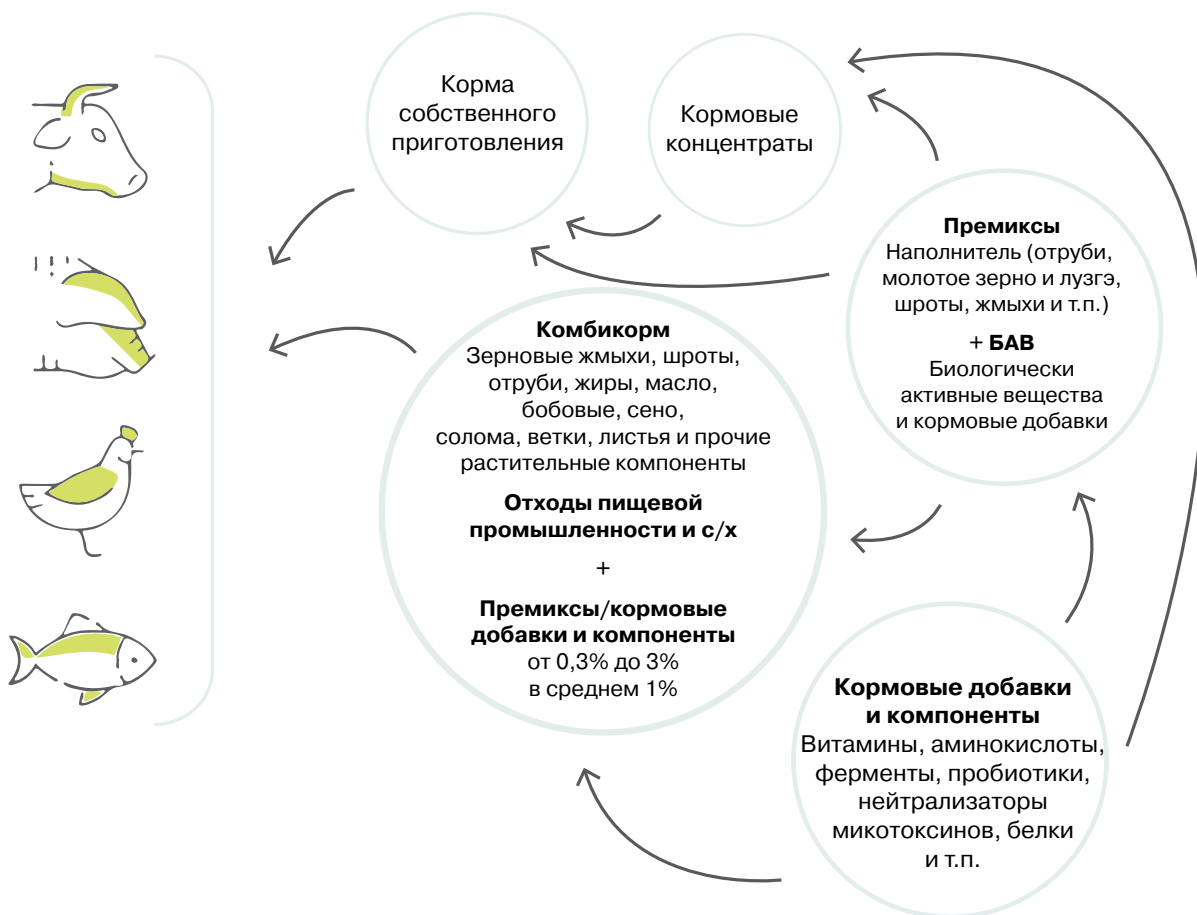 Корма
собственного
приготовления
Кормовые
концентраты
Премиксы
Наполнитель (отруби,
молотое зерно и лузгэ,
шроты, жмыхи и т.п.)
+ БАВ
Биологически
активные вещества
и кормовые добавки
Комбикорм
Зерновые жмыхи, шроты,
отруби, жиры, масло,
бобовые, сено,
солома, ветки, листья и прочие
растительные компоненты
Отходы пищевой
промышленности и с/х
+
Премиксы/кормовые
добавки и компоненты
от 0,3% до 3%
в среднем 1%
Кормовые добавки
и компоненты
Витамины, аминокислоты,
ферменты, пробиотики,
нейтрализаторы
микотоксинов, белки
и т.п.